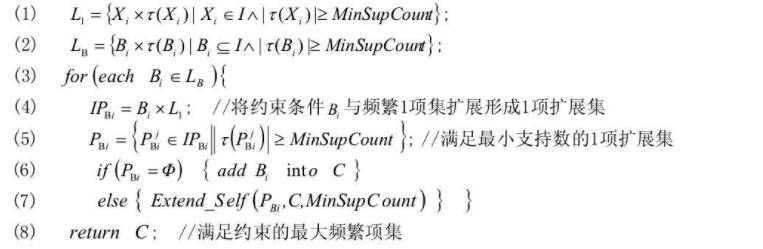 (1) L₁ = {Xᵢ × τ(Xᵢ) | Xᵢ ∈ I ∧ | τ(Xᵢ) |≥ MinSupCount};
(2) L_B = {Bᵢ × τ(Bᵢ) | Bᵢ ⊆ I ∧ | τ(Bᵢ) |≥ MinSupCount};
(3) for (each Bᵢ ∈ L_B ){
(4) IP_Bi = Bᵢ × L₁ ; //将约束条件 Bᵢ 与频繁1项集扩展形成1项扩展集
(5) P_Bi = {P_Bi^j ∈ IP_Bi || τ(P_Bi^j)| ≥ MinSupCount }; //满足最小支持数的1项扩展集
(6) if (P_Bi = Φ) { add Bᵢ into C }
(7) else { Extend_Self (P_Bi, C, MinSupCount ) } }
(8) return C ; //满足约束的最大频繁项集